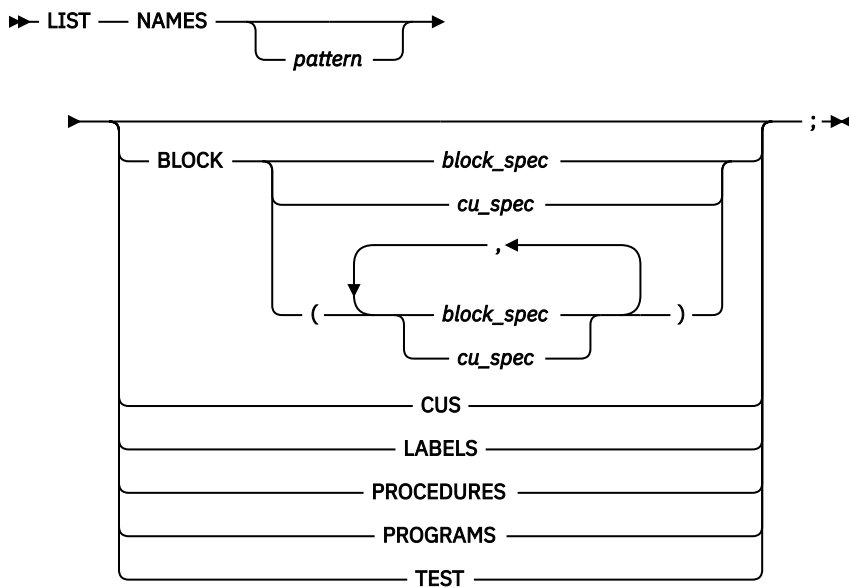 LIST NAMES
pattern
;
BLOCK block_spec
cu_spec
,
( block_spec )
cu_spec
CUS
LABELS
PROCEDURES
PROGRAMS
TEST